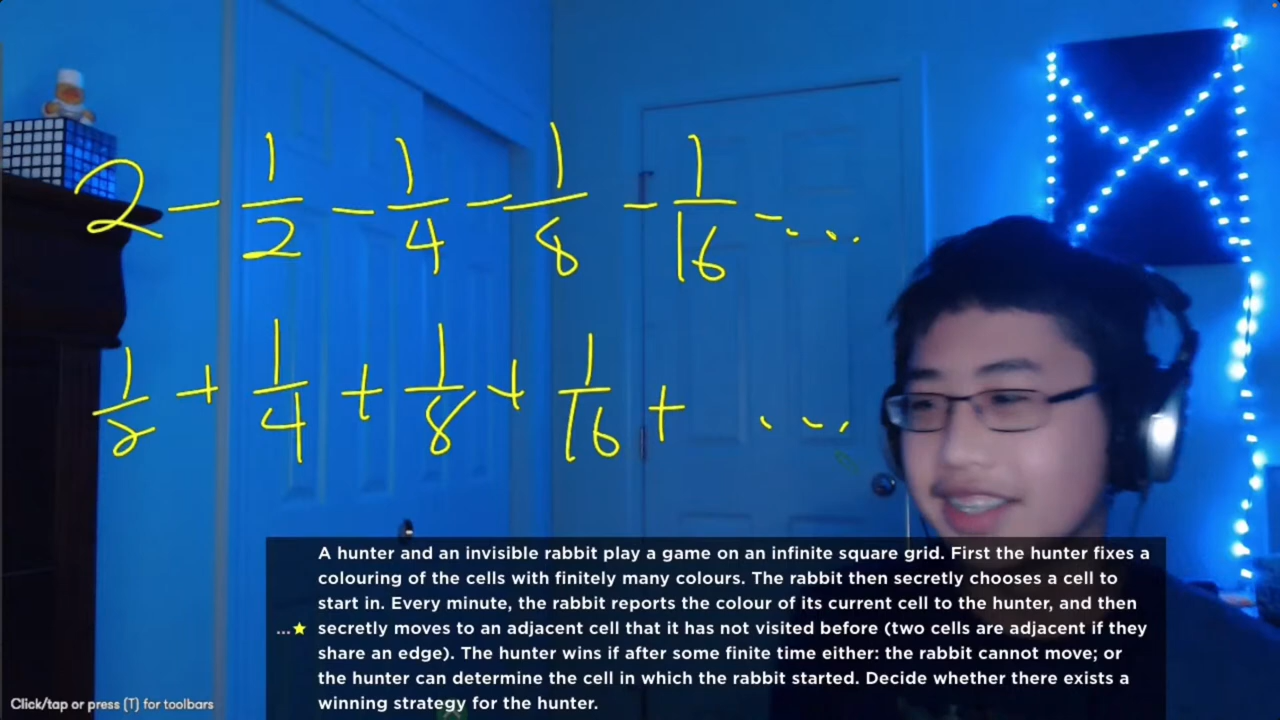 2 - 1/2 - 1/4 - 1/8 - 1/16 - ...
1/2 + 1/4 + 1/8 + 1/16 + ...
A hunter and an invisible rabbit play a game on an infinite square grid. First the hunter fixes a
colouring of the cells with finitely many colours. The rabbit then secretly chooses a cell to
start in. Every minute, the rabbit reports the colour of its current cell to the hunter, and then
...⭐ secretly moves to an adjacent cell that it has not visited before (two cells are adjacent if they
share an edge). The hunter wins if after some finite time either: the rabbit cannot move; or
the hunter can determine the cell in which the rabbit started. Decide whether there exists a
winning strategy for the hunter.
Click/tap or press (T) for toolbars